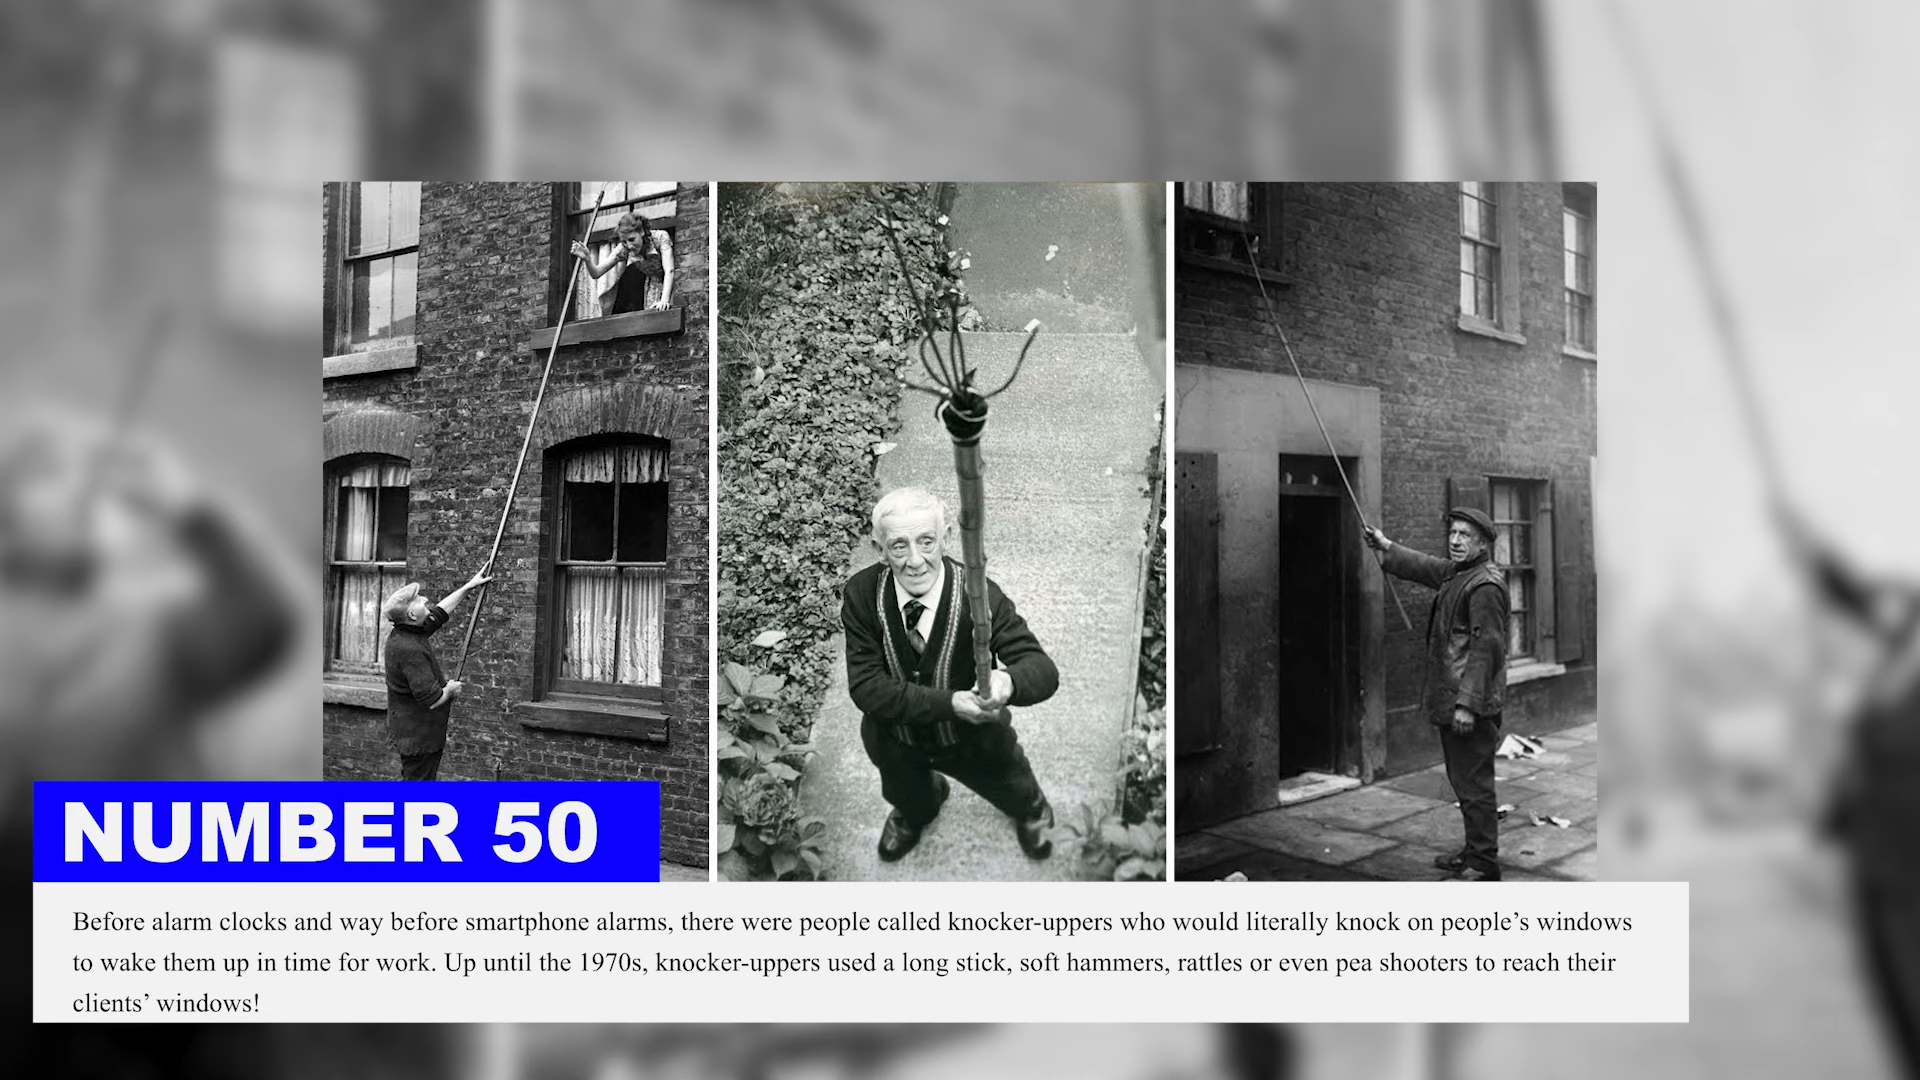 NUMBER 50
Before alarm clocks and way before smartphone alarms, there were people called knocker-uppers who would literally knock on people’s windows
to wake them up in time for work. Up until the 1970s, knocker-uppers used a long stick, soft hammers, rattles or even pea shooters to reach their
clients’ windows!